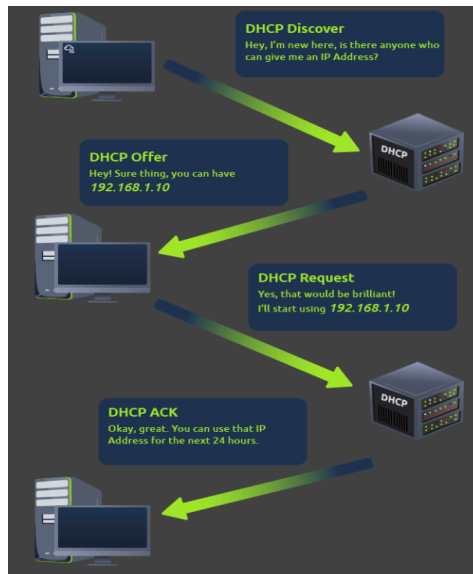 DHCP Discover
Hey, I'm new here, is there anyone who
can give me an IP Address?
DHCP
DHCP Offer
Hey! Sure thing, you can have
192.168.1.10
DHCP Request
Yes, that would be brilliant!
I'll start using 192.168.1.10
DHCP
DHCP ACK
Okay, great. You can use that IP
Address for the next 24 hours.